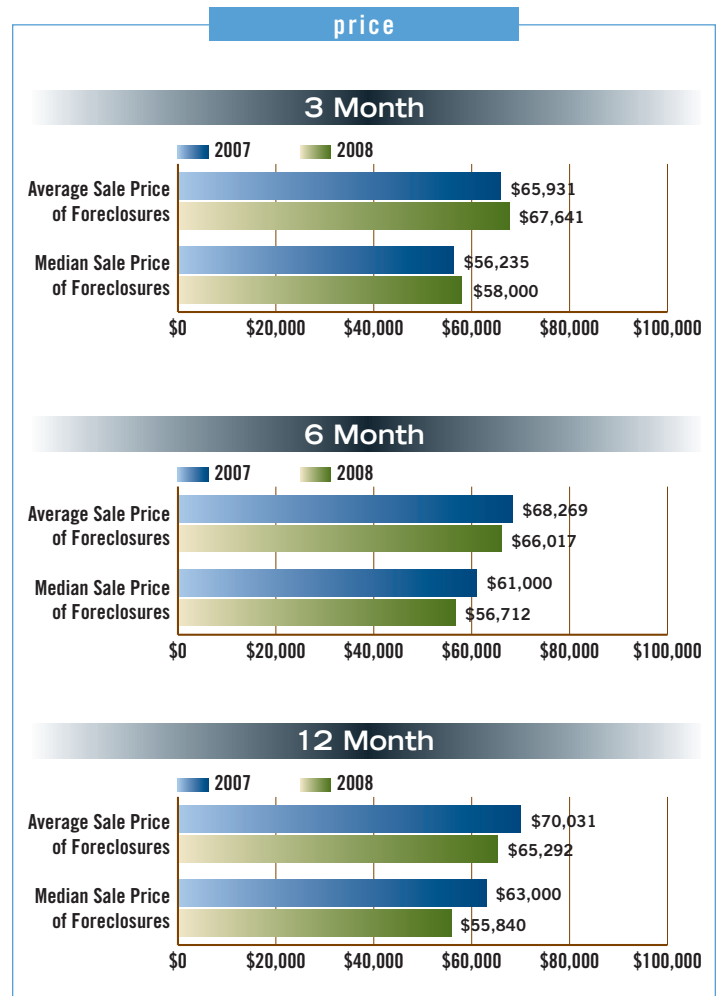 price
3 Month
2007 2008
Average Sale Price
of Foreclosures
$65,931
$67,641
Median Sale Price
of Foreclosures
$56,235
$58,000
$0 $20,000 $40,000 $60,000 $80,000 $100,000
6 Month
2007 2008
Average Sale Price
of Foreclosures
$68,269
$66,017
Median Sale Price
of Foreclosures
$61,000
$56,712
$0 $20,000 $40,000 $60,000 $80,000 $100,000
12 Month
2007 2008
Average Sale Price
of Foreclosures
$70,031
$65,292
Median Sale Price
of Foreclosures
$63,000
$55,840
$0 $20,000 $40,000 $60,000 $80,000 $100,000